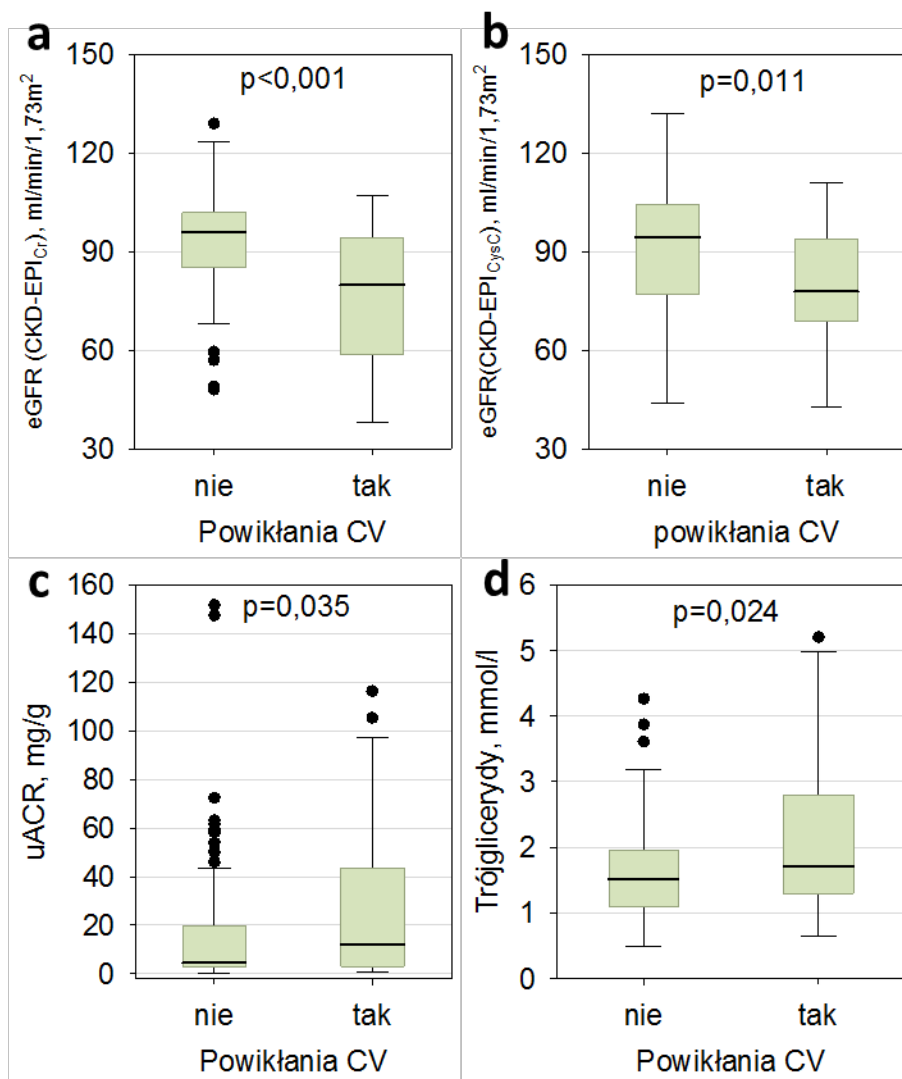 a
p<0,001
eGFR (CKD-EPICr), ml/min/1,73m2
150
120
90
60
30
nie tak
Powikłania CV
b
p=0,011
eGFR(CKD-EPICysC), ml/min/1,73m2
150
120
90
60
30
nie tak
powikłania CV
c
p=0,035
uACR, mg/g
160
140
120
100
80
60
40
20
0
nie tak
Powikłania CV
d
p=0,024
Trójglicerydy, mmol/l
6
5
4
3
2
1
0
nie tak
Powikłania CV